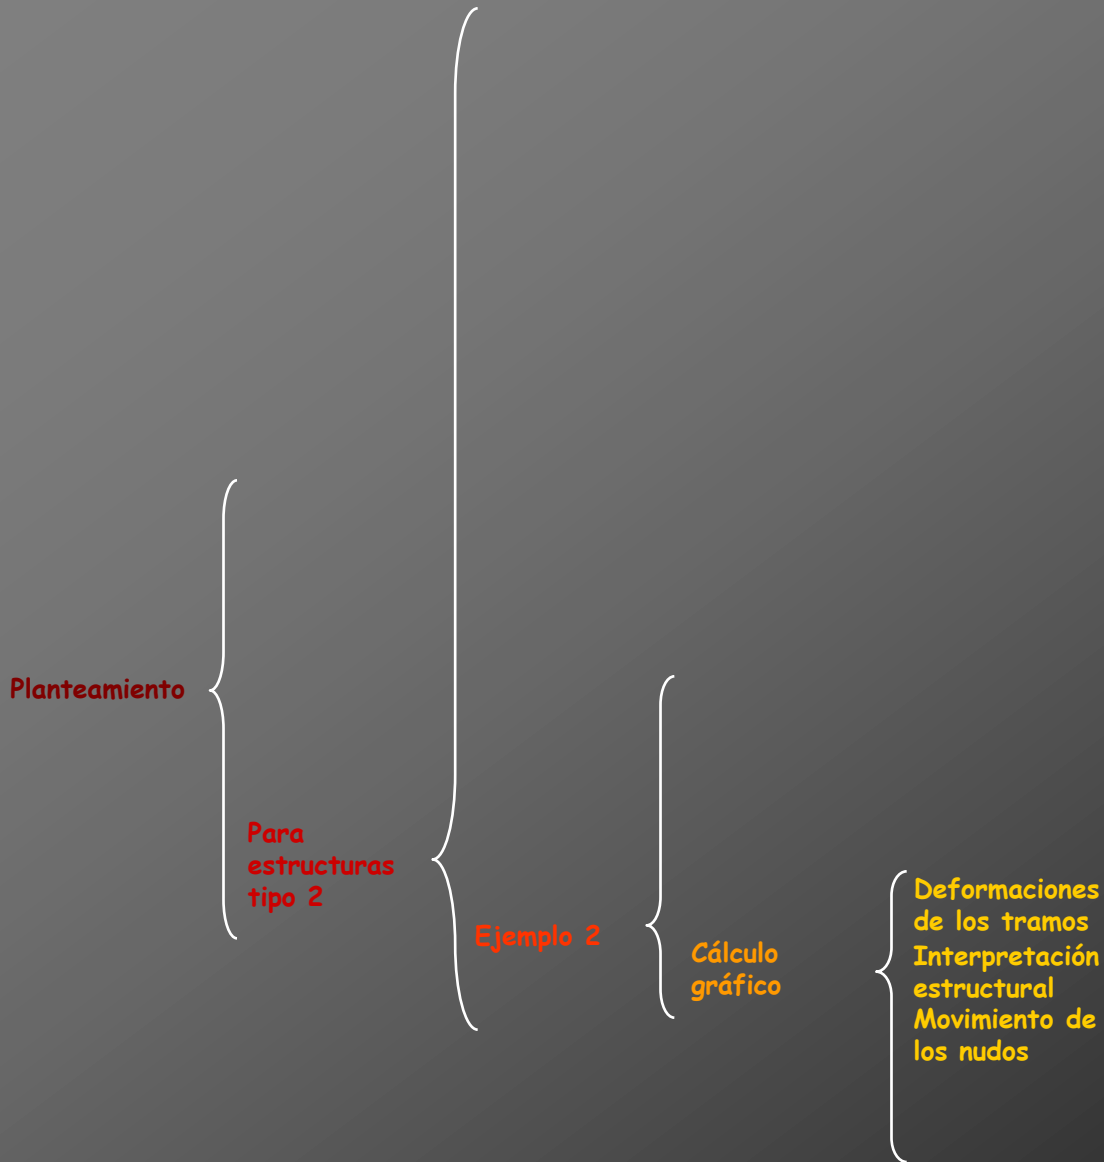 Planteamiento
Para
estructuras
tipo 2
Ejemplo 2
Cálculo
gráfico
Deformaciones
de los tramos
Interpretación
estructural
Movimiento de
los nudos